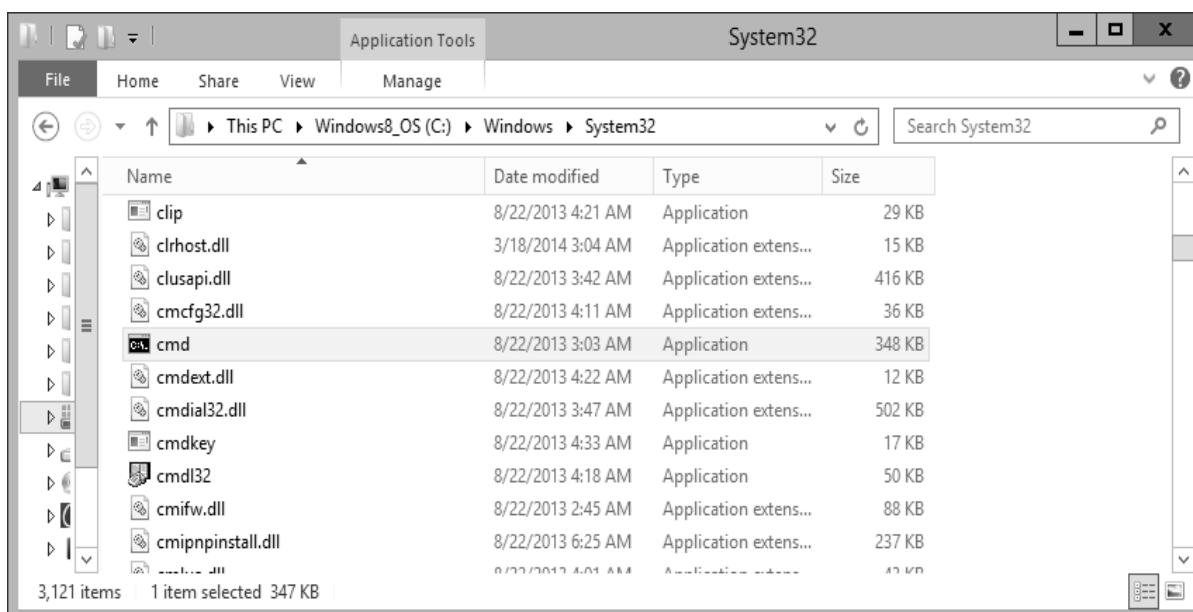 Application Tools System32
File Home Share View Manage
This PC Windows8_OS (C:) Windows System32 Search System32
Name Date modified Type Size
clip 8/22/2013 4:21 AM Application 29 KB
clrhost.dll 3/18/2014 3:04 AM Application extens... 15 KB
clusapi.dll 8/22/2013 3:42 AM Application extens... 416 KB
cmcfg32.dll 8/22/2013 4:11 AM Application extens... 36 KB
cmd 8/22/2013 3:03 AM Application 348 KB
cmdext.dll 8/22/2013 4:22 AM Application extens... 12 KB
cmdial32.dll 8/22/2013 3:47 AM Application extens... 502 KB
cmdkey 8/22/2013 4:33 AM Application 17 KB
cmdl32 8/22/2013 4:18 AM Application 50 KB
cmifw.dll 8/22/2013 2:45 AM Application extens... 88 KB
cmipnpinstall.dll 8/22/2013 6:25 AM Application extens... 237 KB
3,121 items 1 item selected 347 KB